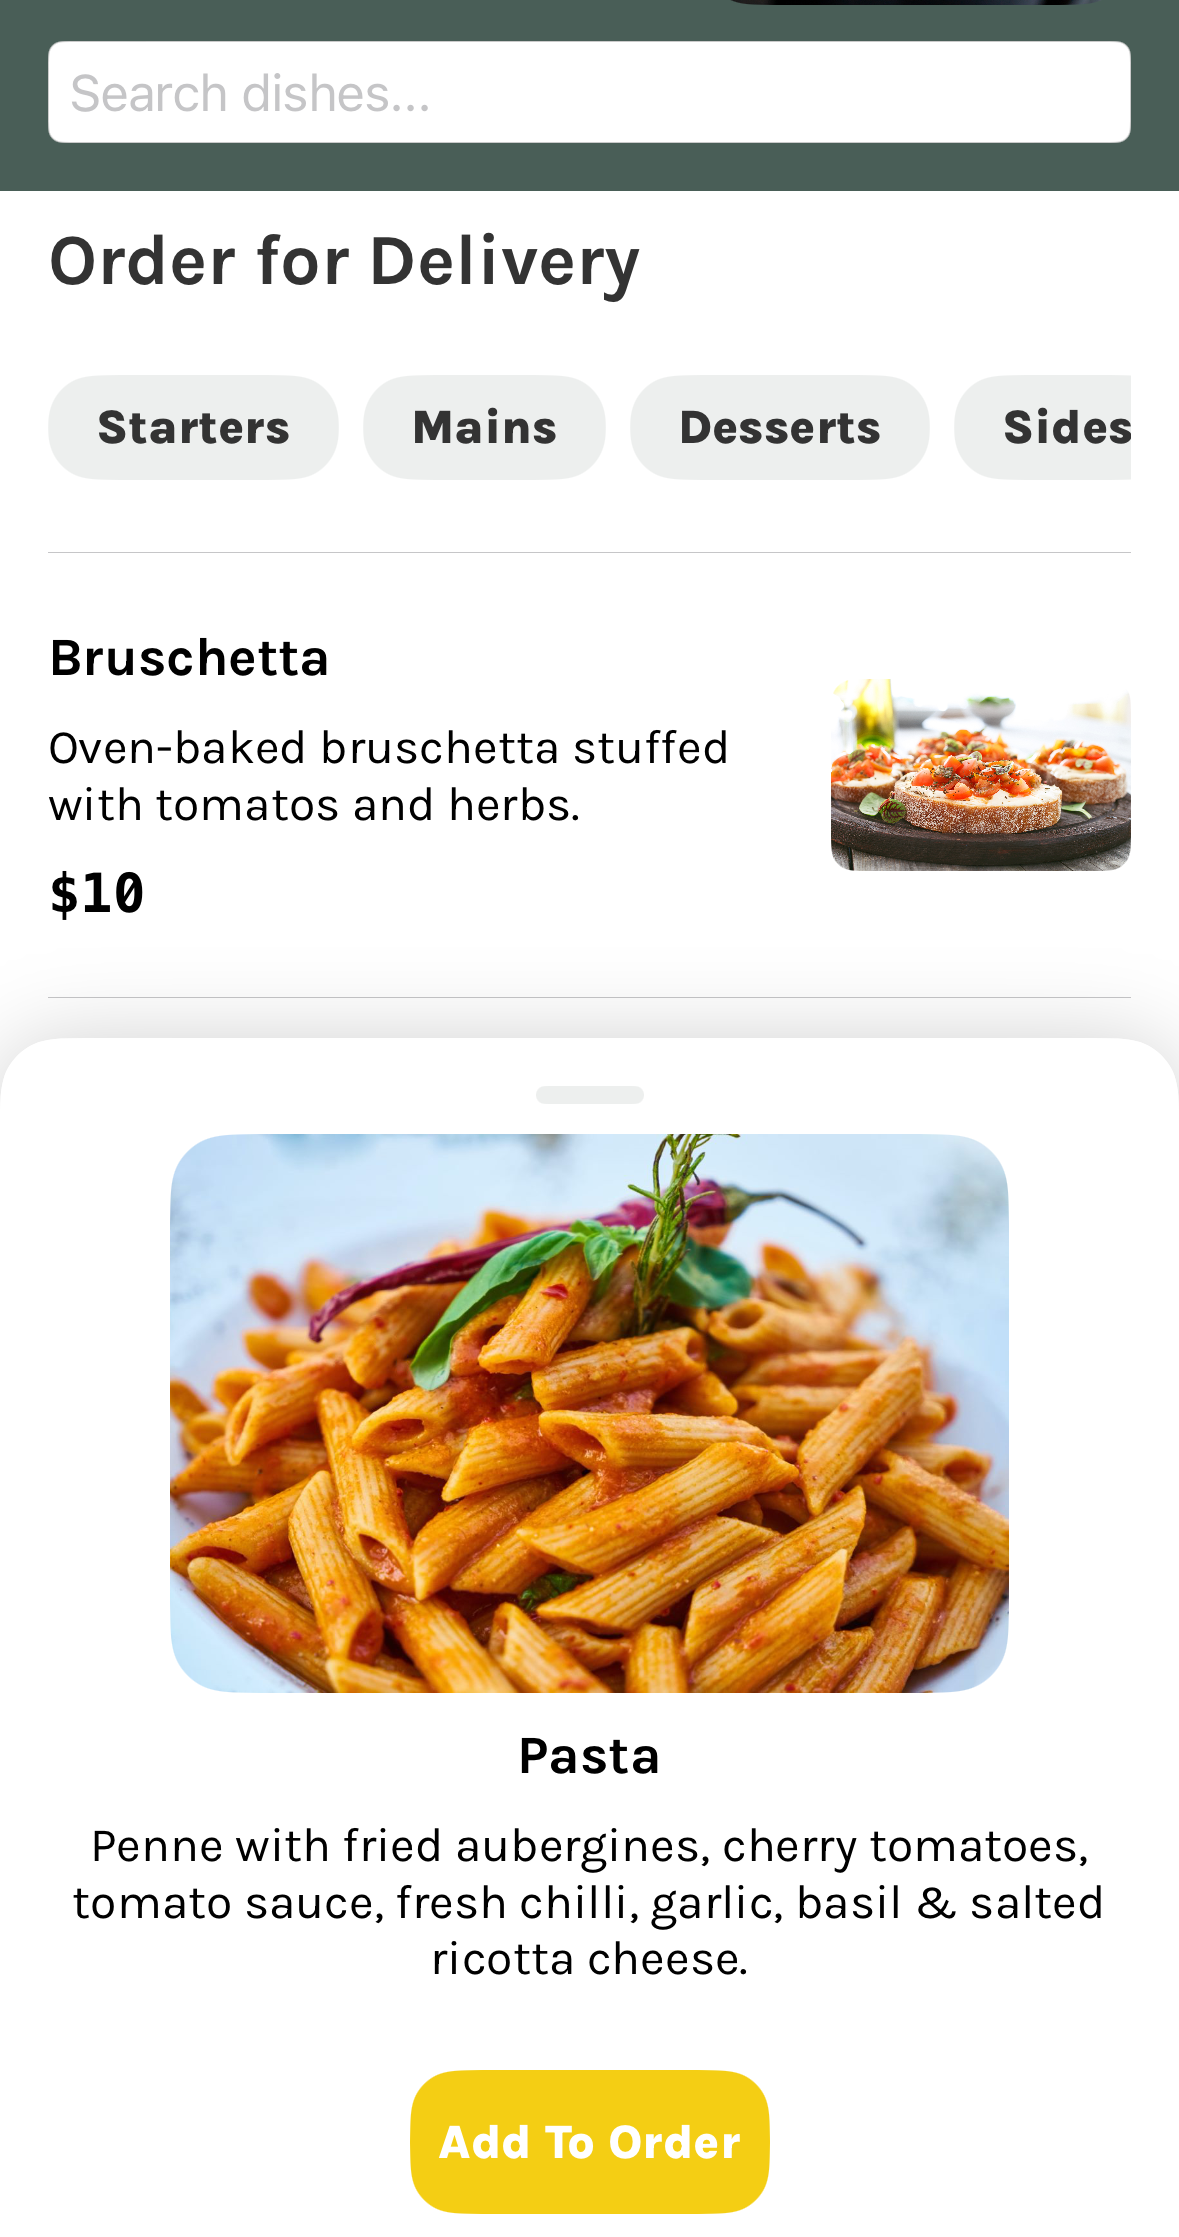 Search dishes...
Order for Delivery
Starters Mains Desserts Sides
Bruschetta
Oven-baked bruschetta stuffed
with tomatos and herbs.
$10
Pasta
Penne with fried aubergines, cherry tomatoes,
tomato sauce, fresh chilli, garlic, basil & salted
ricotta cheese.
Add To Order